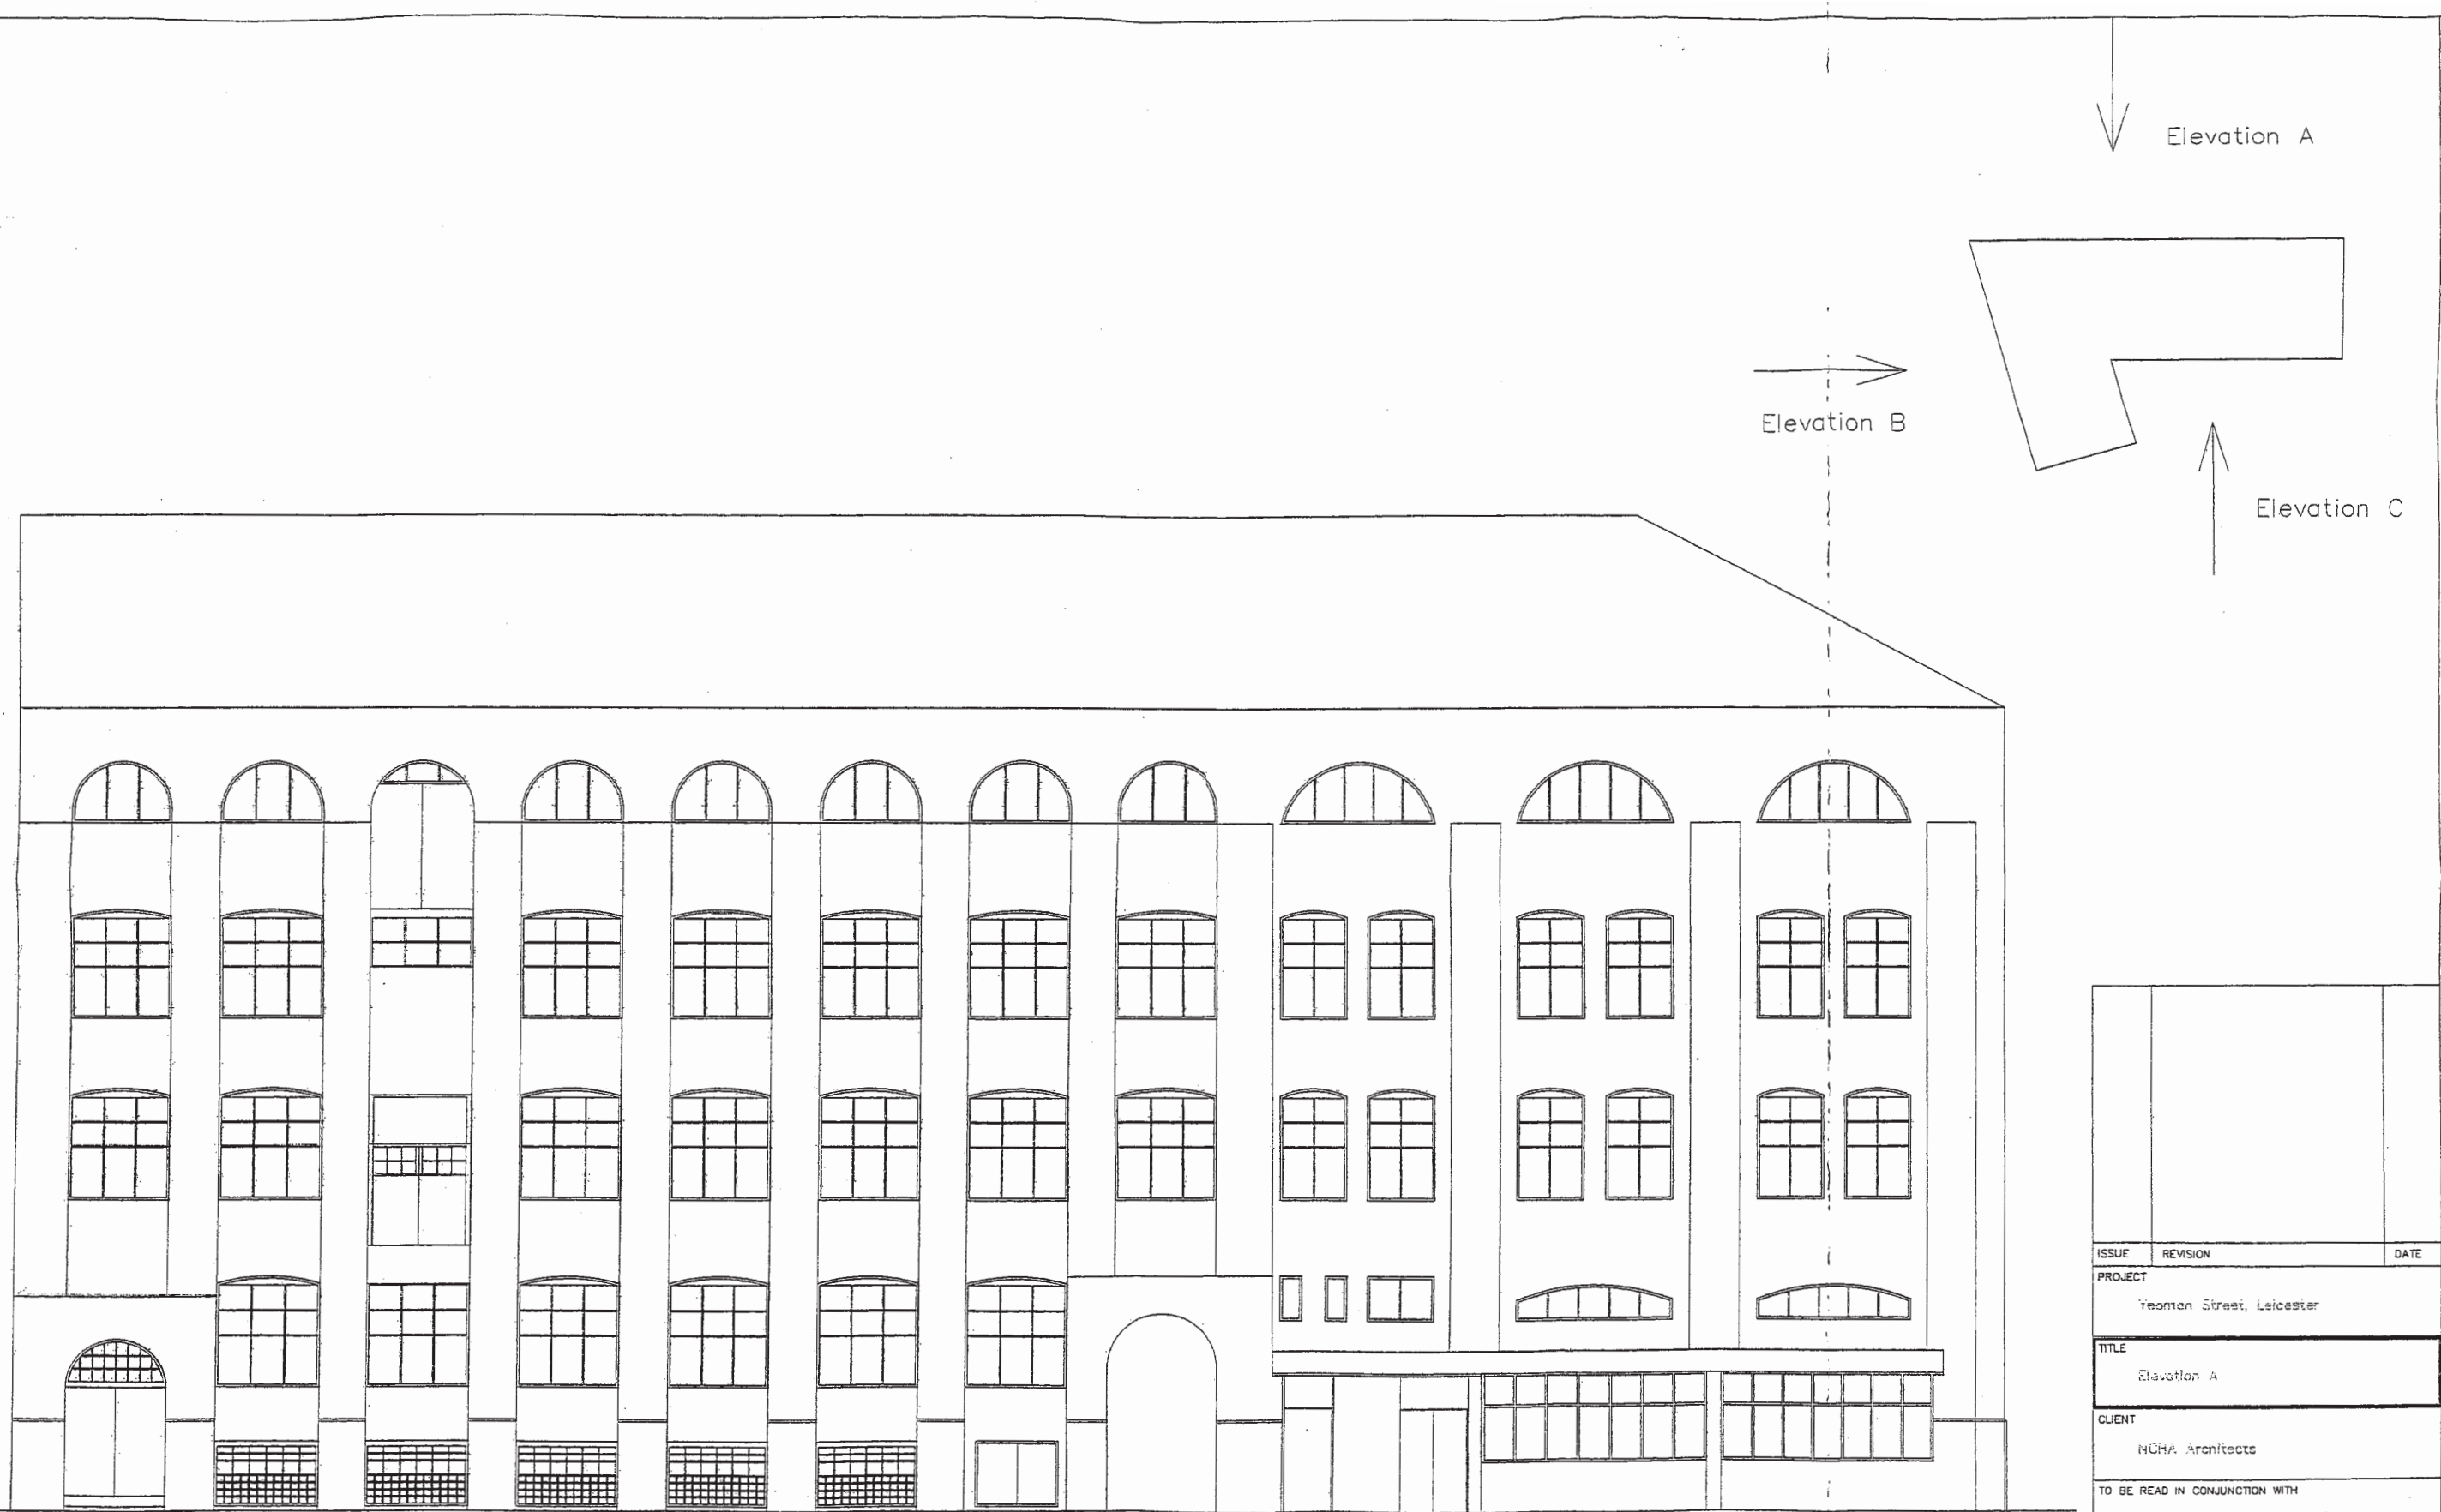 Elevation A
Elevation B
Elevation C
ISSUE REVISION DATE
PROJECT
Yeoman Street, Leicester
TITLE
Elevation A
CLIENT
NCHA Architects
TO BE READ IN CONJUNCTION WITH